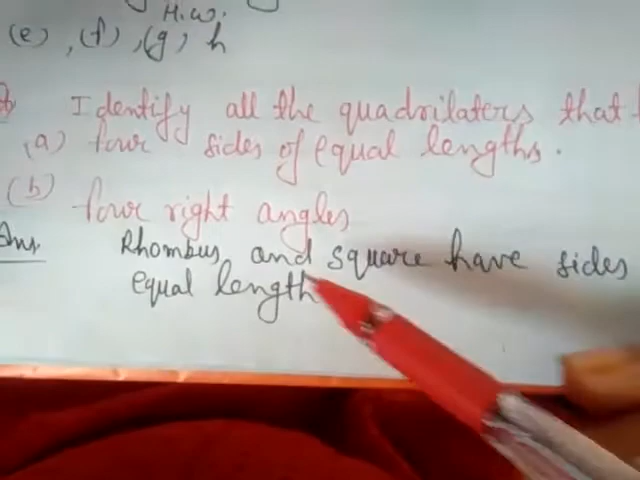 H.W.
(e), (f), (g), h
Identify all the quadrilaters that
(a) four sides of equal lengths.
(b) four right angles
Ans. Rhombus and square have sides
equal length